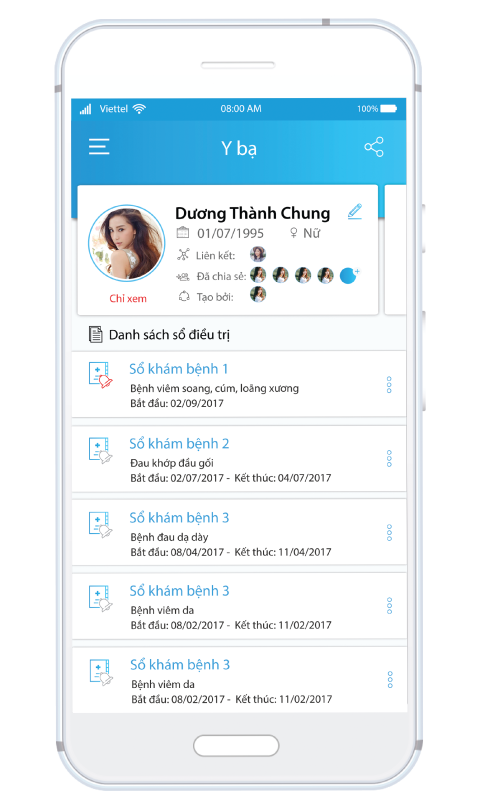 Viettel 08:00 AM 100%
Y bạ
Dương Thành Chung
01/07/1995 Nữ
Liên kết:
Đã chia sẻ:
Chỉ xem
Tạo bởi:
Danh sách sổ điều trị
Sổ khám bệnh 1
Bệnh viêm soang, cúm, loãng xương
Bắt đầu: 02/09/2017
Sổ khám bệnh 2
Đau khớp đầu gối
Bắt đầu: 02/07/2017 - Kết thúc: 04/07/2017
Sổ khám bệnh 3
Bệnh đau dạ dày
Bắt đầu: 08/04/2017 - Kết thúc: 11/04/2017
Sổ khám bệnh 3
Bệnh viêm da
Bắt đầu: 08/02/2017 - Kết thúc: 11/02/2017
Sổ khám bệnh 3
Bệnh viêm da
Bắt đầu: 08/02/2017 - Kết thúc: 11/02/2017